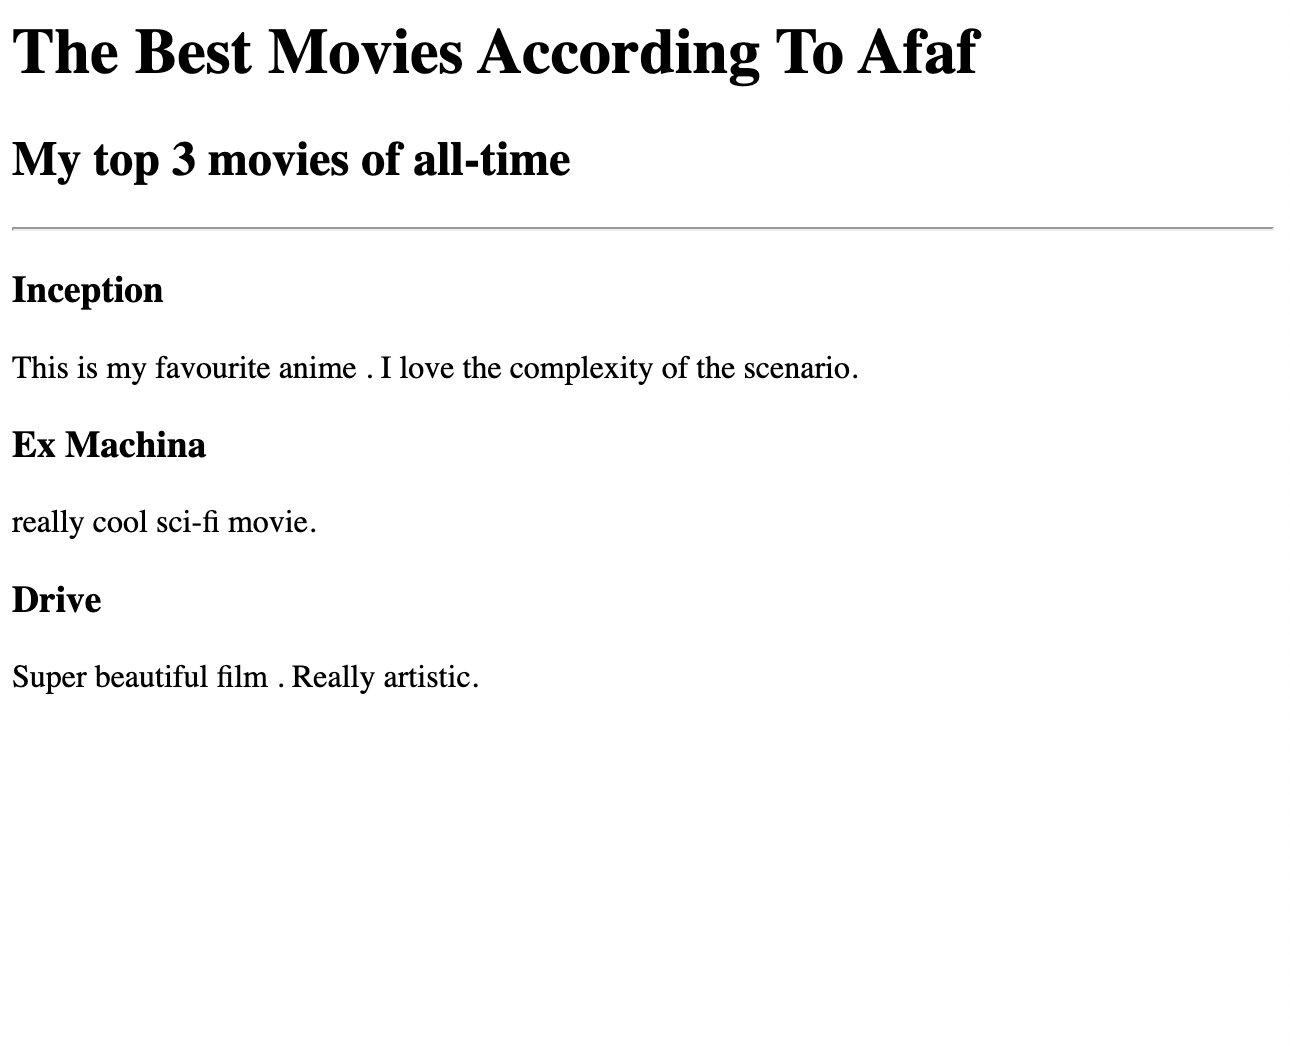 The Best Movies According To Afaf
My top 3 movies of all-time
Inception
This is my favourite anime . I love the complexity of the scenario.
Ex Machina
really cool sci-fi movie.
Drive
Super beautiful film . Really artistic.